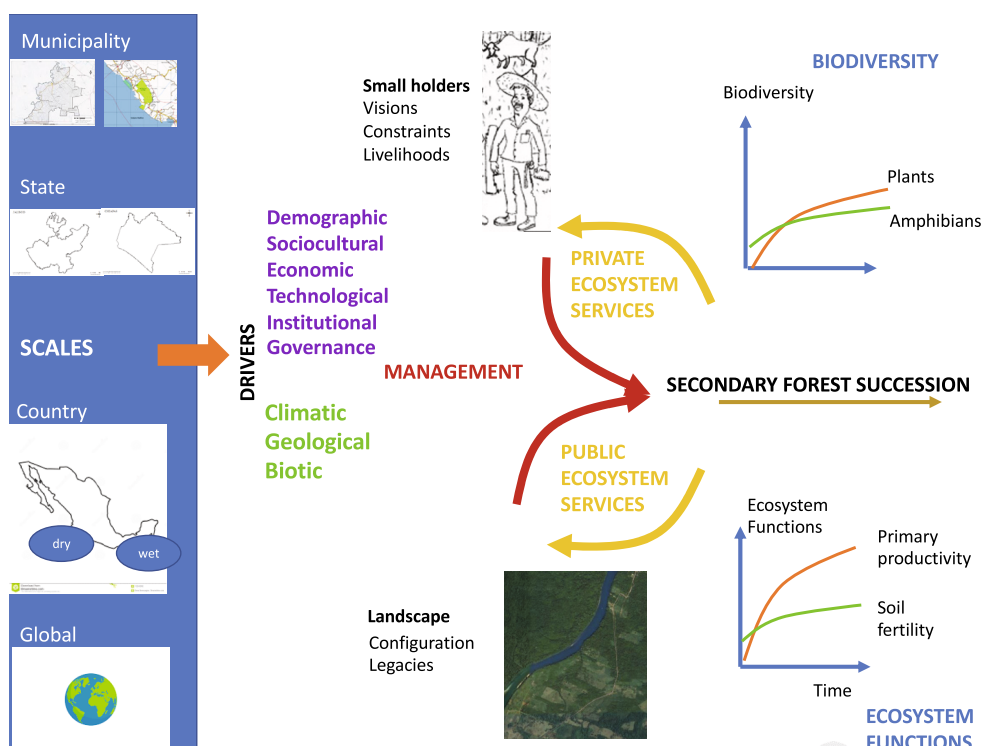 Municipality
State
SCALES
Country
dry
wet
Global
DRIVERS
Demographic
Sociocultural
Economic
Technological
Institutional
Governance
Climatic
Geological
Biotic
MANAGEMENT
Small holders
Visions
Constraints
Livelihoods
PRIVATE
ECOSYSTEM
SERVICES
PUBLIC
ECOSYSTEM
SERVICES
Landscape
Configuration
Legacies
SECONDARY FOREST SUCCESSION
BIODIVERSITY
Biodiversity
Plants
Amphibians
Ecosystem
Functions
Primary
productivity
Soil
fertility
Time
ECOSYSTEM
FUNCTIONS